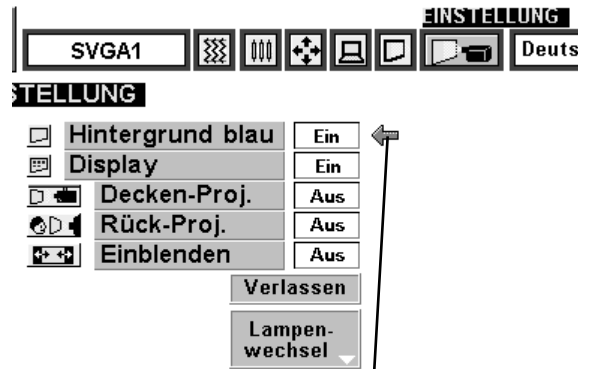 EINSTELLUNG
SVGA1 Deuts
STELLUNG
Hintergrund blau Ein
Display Ein
Decken-Proj. Aus
Rück-Proj. Aus
Einblenden Aus
Verlassen
Lampen-
wechsel